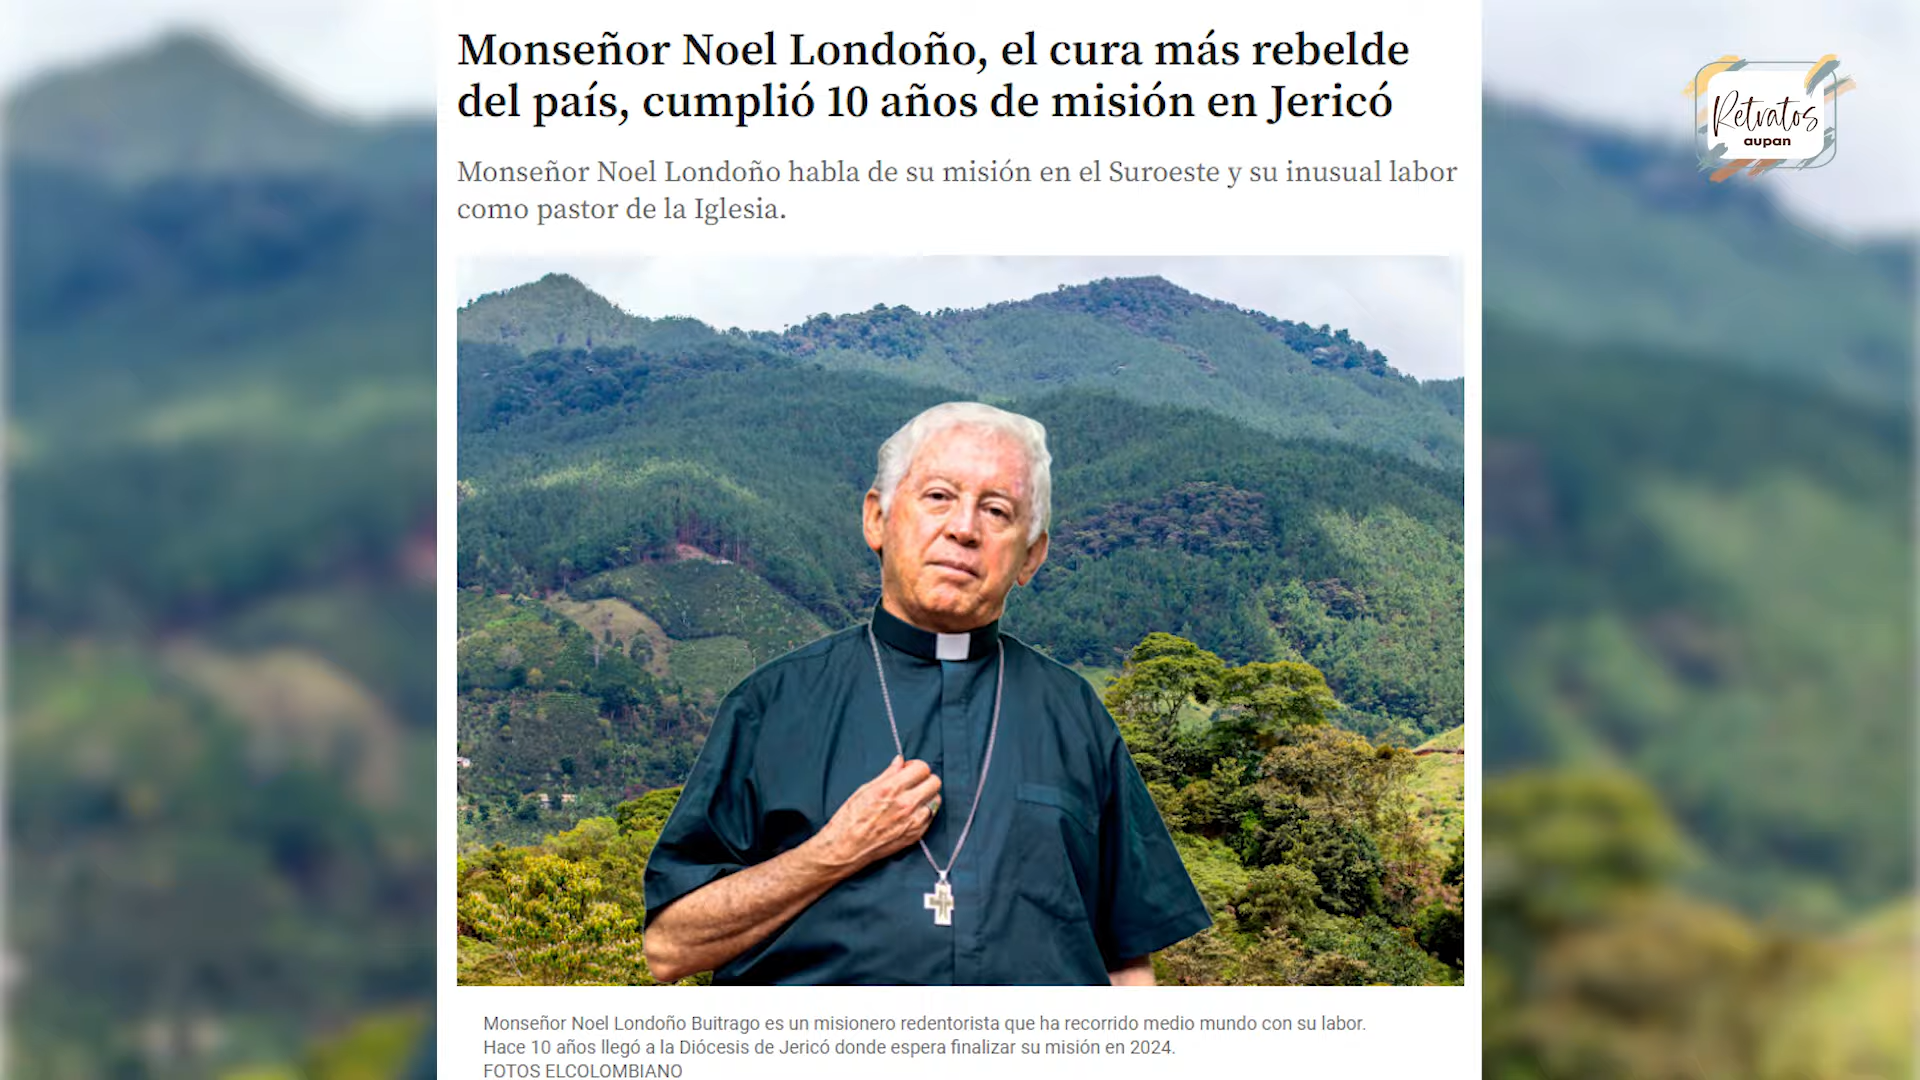 Monseñor Noel Londoño, el cura más rebelde
del país, cumplió 10 años de misión en Jericó
Retratos
aupan
Monseñor Noel Londoño habla de su misión en el Suroeste y su inusual labor
como pastor de la Iglesia.
Monseñor Noel Londoño Buitrago es un misionero redentorista que ha recorrido medio mundo con su labor.
Hace 10 años llegó a la Diócesis de Jericó donde espera finalizar su misión en 2024.
FOTOS ELCOLOMBIANO